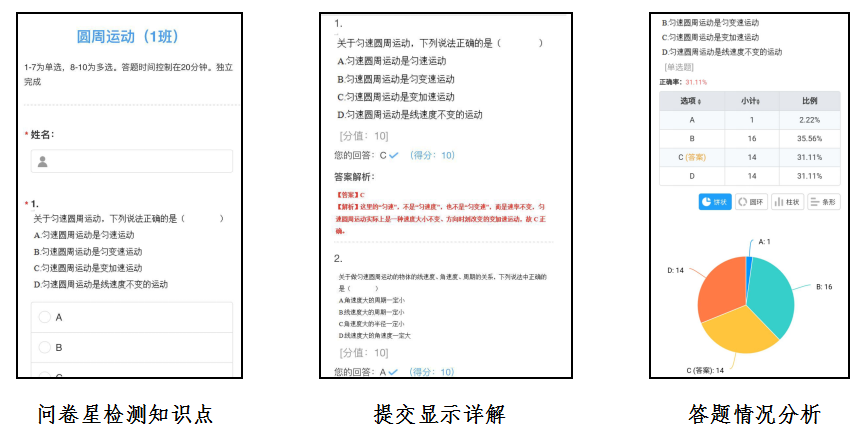 圆周运动（1班）
1-7为单选，8-10为多选。答题时间控制在20分钟。独立
完成
* 姓名：
* 1.
关于匀速圆周运动，下列说法正确的是（ ）
A.匀速圆周运动是匀速运动
B.匀速圆周运动是匀变速运动
C.匀速圆周运动是变加速运动
D.匀速圆周运动是线速度不变的运动
A
B
问卷星检测知识点
1.
关于匀速圆周运动，下列说法正确的是（ ）
A.匀速圆周运动是匀速运动
B.匀速圆周运动是匀变速运动
C.匀速圆周运动是变加速运动
D.匀速圆周运动是线速度不变的运动
[分值：10]
您的回答：C （得分：10）
答案解析：
【答案】C
【解析】这里的“匀速”，不是“匀速度”，也不是“匀变速”，而是速率不变，匀
速圆周运动实际上是一种速度大小不变、方向时刻改变的变加速运动，故 C 正
确。
2.
关于做匀速圆周运动的物体的线速度、角速度、周期的关系，下列说法中正确的
是（ ）
A.角速度大的周期一定小
B.线速度大的周期一定小
C.角速度大的半径一定小
D.线速度大的角速度一定大
[分值：10]
您的回答：A （得分：10）
提交显示详解
B.匀速圆周运动是匀变速运动
C.匀速圆周运动是变加速运动
D.匀速圆周运动是线速度不变的运动
[单选题]
正确率：31.11%
选项 小计 比例
A 1 2.22%
B 16 35.56%
C (答案) 14 31.11%
D 14 31.11%
饼状 圆环 柱状 条形
A: 1
D: 14
B: 16
C (答案): 14
答题情况分析